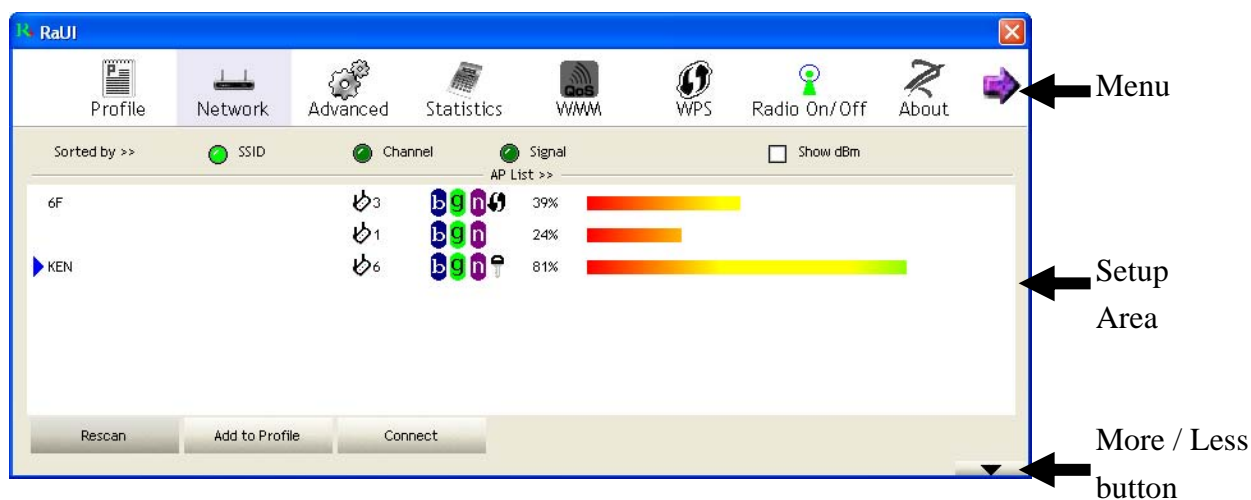 RaUI
Profile Network Advanced Statistics QoS WMM WPS Radio On/Off About
Menu
Sorted by >> SSID Channel Signal Show dBm
AP List >>
6F 3 b g n 39%
1 b g n 24%
KEN 6 b g n 81%
Setup
Area
Rescan Add to Profile Connect
More / Less
button